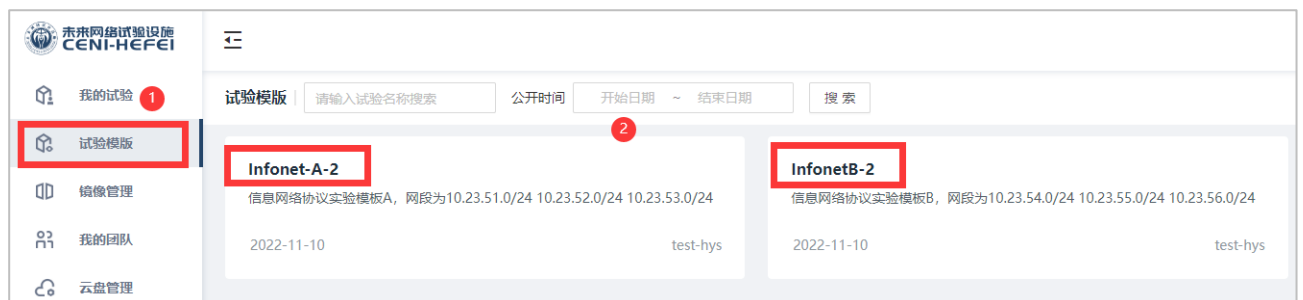 未来网络试验设施
CENI-HEFEI
我的试验 1
试验模版
镜像管理
我的团队
云盘管理
试验模版 请输入试验名称搜索 公开时间 开始日期 ~ 结束日期 搜 索
2
Infonet-A-2
信息网络协议实验模板A，网段为10.23.51.0/24 10.23.52.0/24 10.23.53.0/24
2022-11-10 test-hys
InfonetB-2
信息网络协议实验模板B，网段为10.23.54.0/24 10.23.55.0/24 10.23.56.0/24
2022-11-10 test-hys